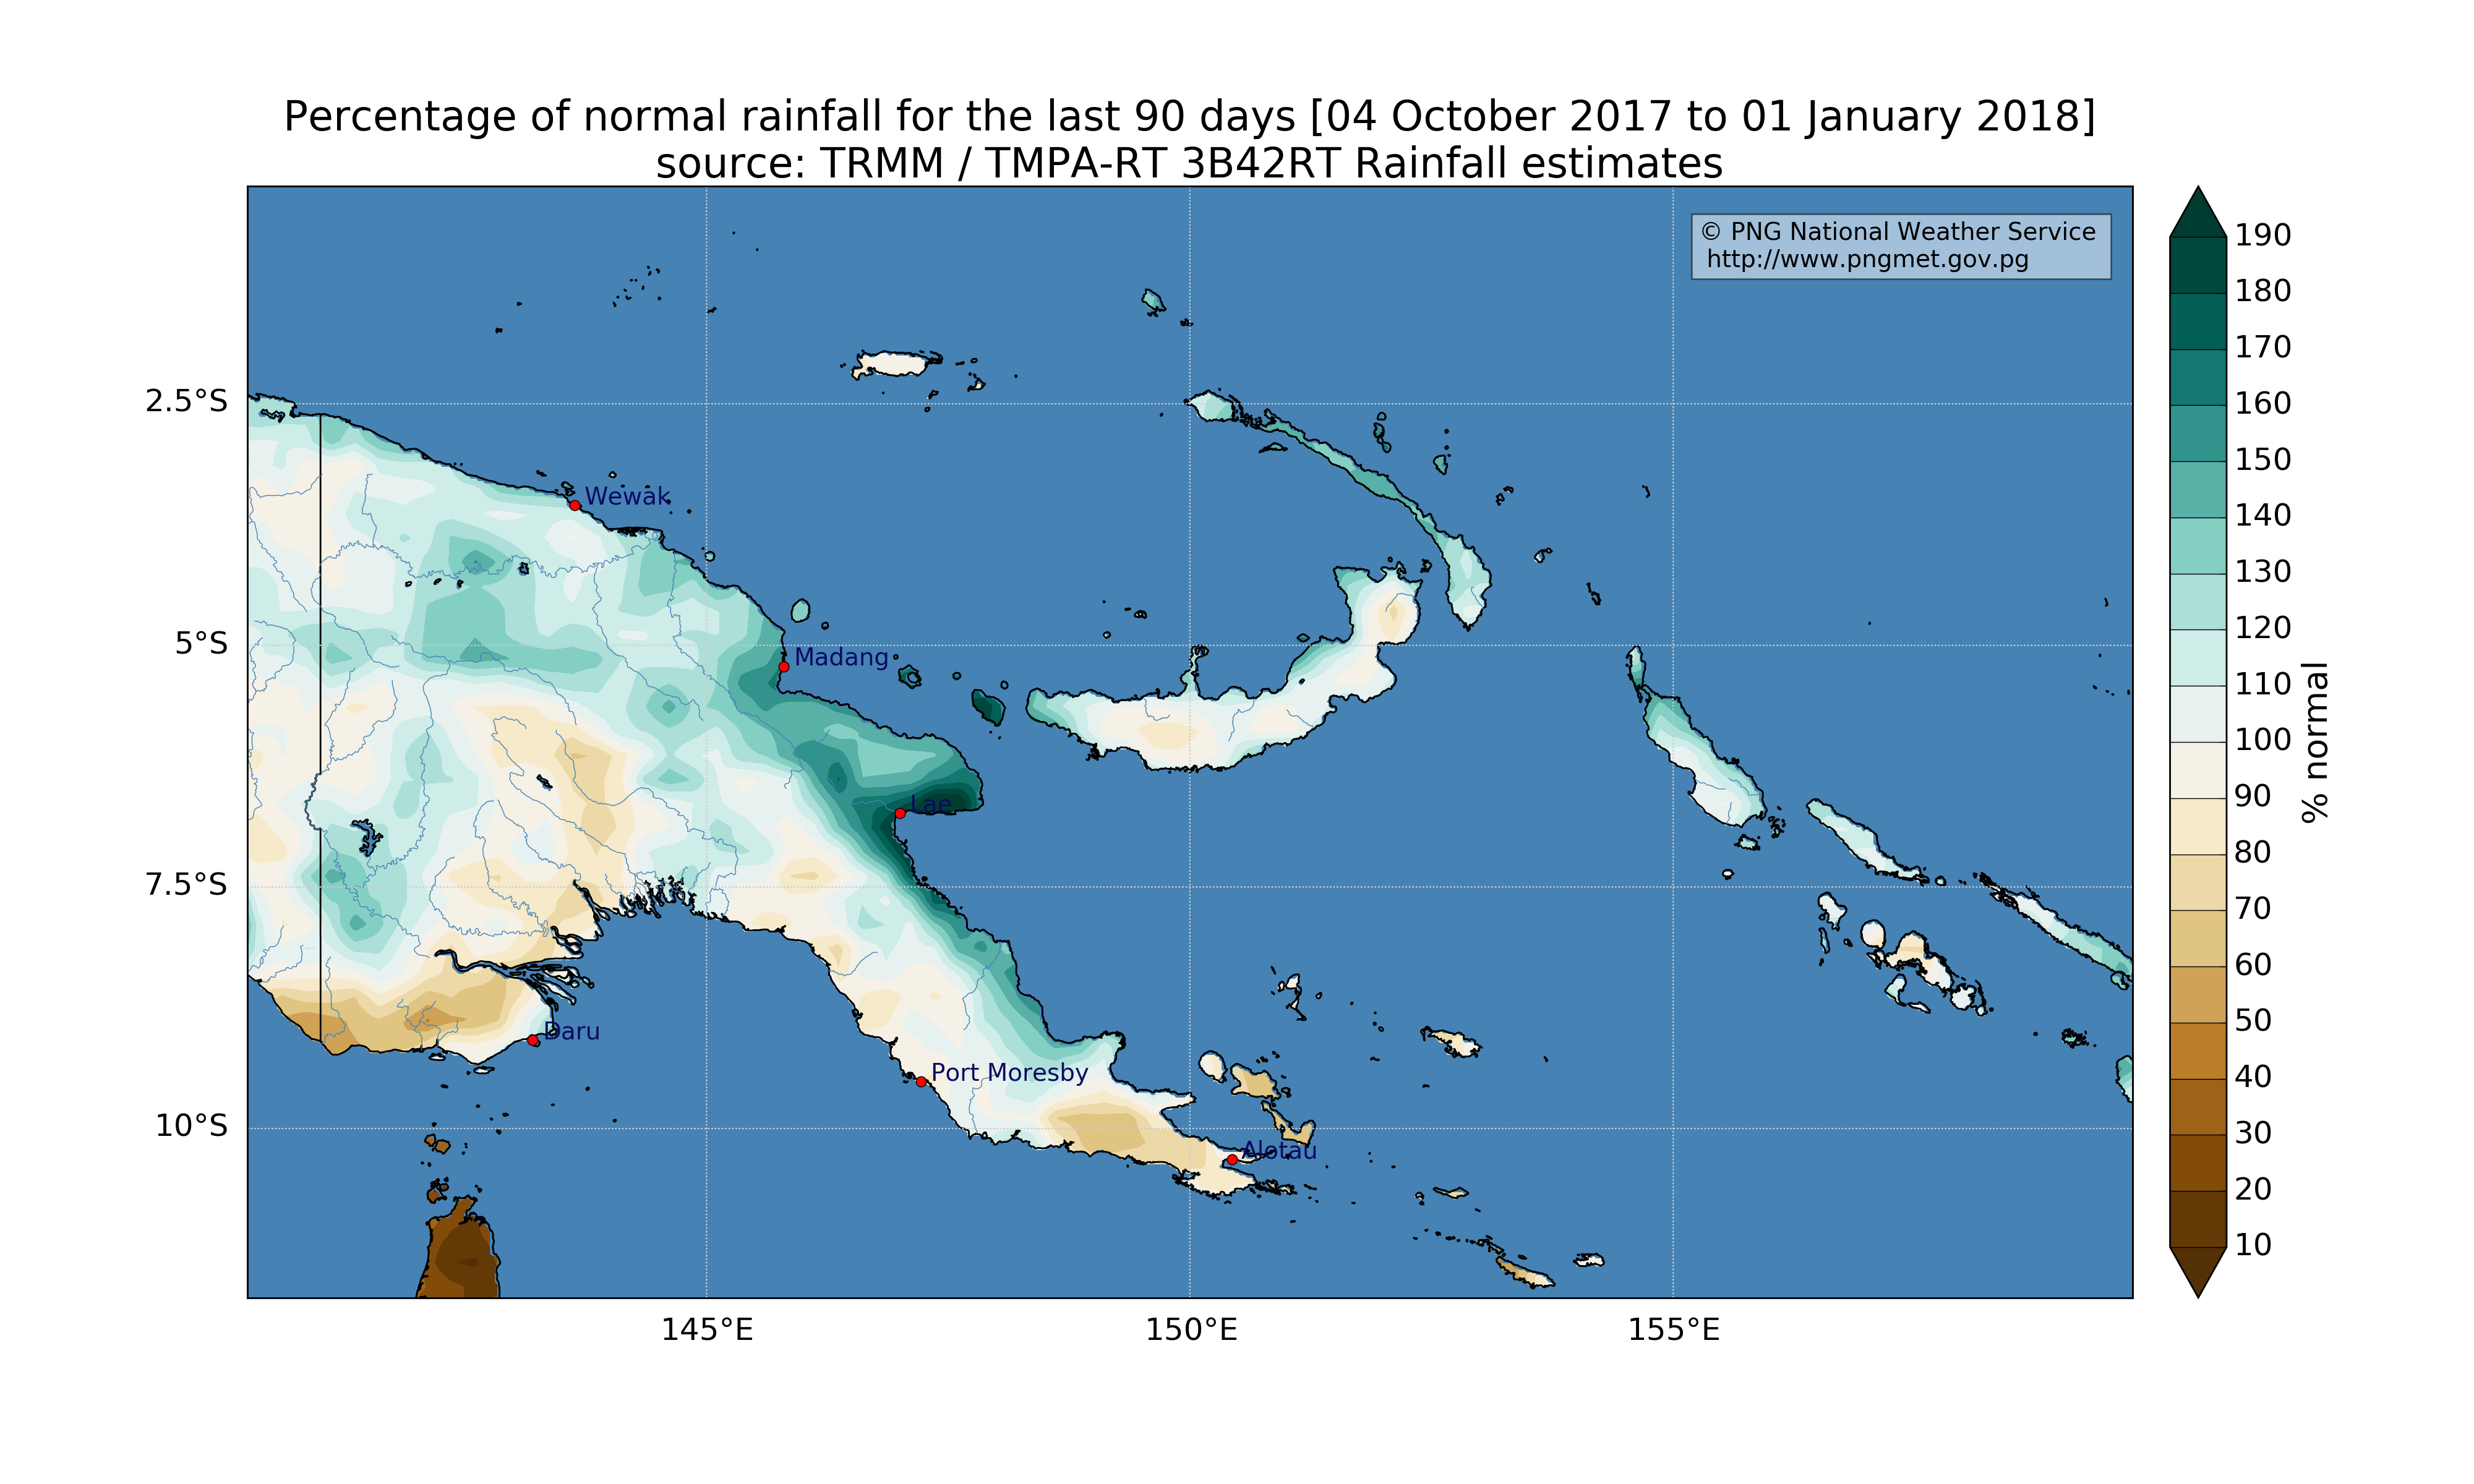 Percentage of normal rainfall for the last 90 days [04 October 2017 to 01 January 2018]
source: TRMM / TMPA-RT 3B42RT Rainfall estimates
© PNG National Weather Service
http://www.pngmet.gov.pg
2.5°S
5°S
7.5°S
10°S
Wewak
Madang
Lae
Daru
Port Moresby
Alotau
145°E
150°E
155°E
190
180
170
160
150
140
130
120
110
100
90
80
70
60
50
40
30
20
10
% normal